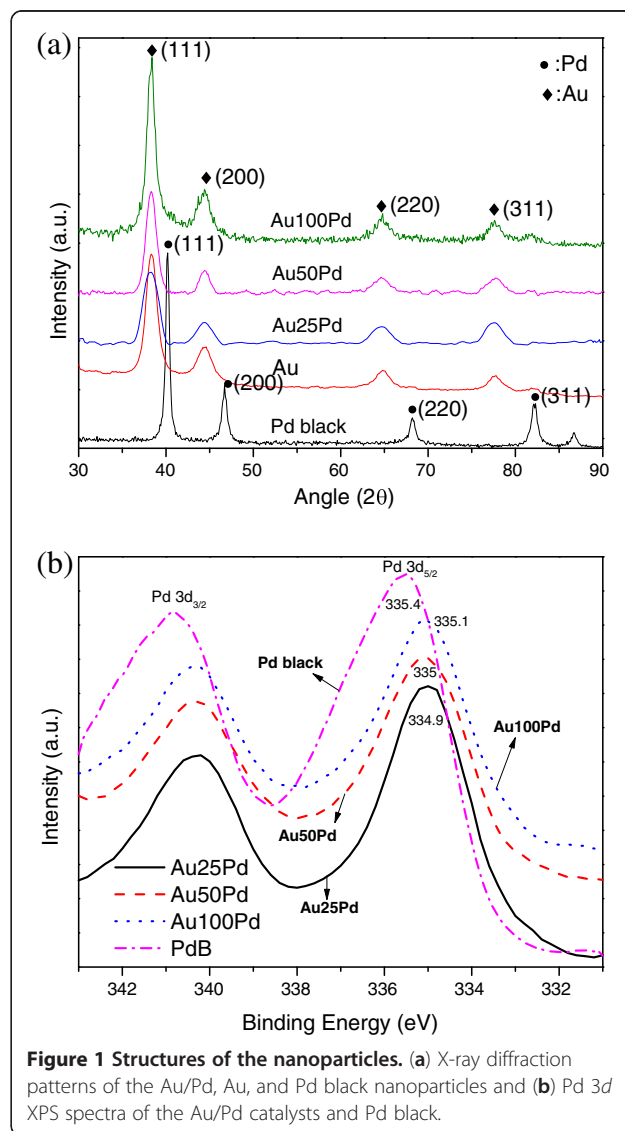 (a)
(111)
●:Pd
◆:Au
(200)
(220)
(311)
Au100Pd
(111)
Au50Pd
Au25Pd
Au
(200)
(220)
(311)
Pd black
Intensity (a.u.)
30 40 50 60 70 80 90
Angle (2θ)
(b)
Pd 3d3/2
Pd 3d5/2
335.4
335.1
Pd black
335
334.9
Au100Pd
Au50Pd
Au25Pd
Au25Pd
Au50Pd
Au100Pd
PdB
Intensity (a.u.)
342 340 338 336 334 332
Binding Energy (eV)
Figure 1 Structures of the nanoparticles. (a) X-ray diffraction
patterns of the Au/Pd, Au, and Pd black nanoparticles and (b) Pd 3d
XPS spectra of the Au/Pd catalysts and Pd black.